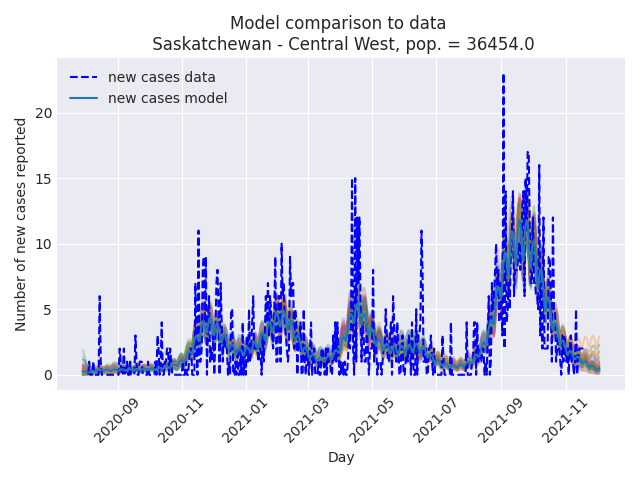 Model comparison to data
Saskatchewan - Central West, pop. = 36454.0
new cases data
new cases model
Number of new cases reported
20
15
10
5
0
2020-09
2020-11
2021-01
2021-03
2021-05
2021-07
2021-09
2021-11
Day